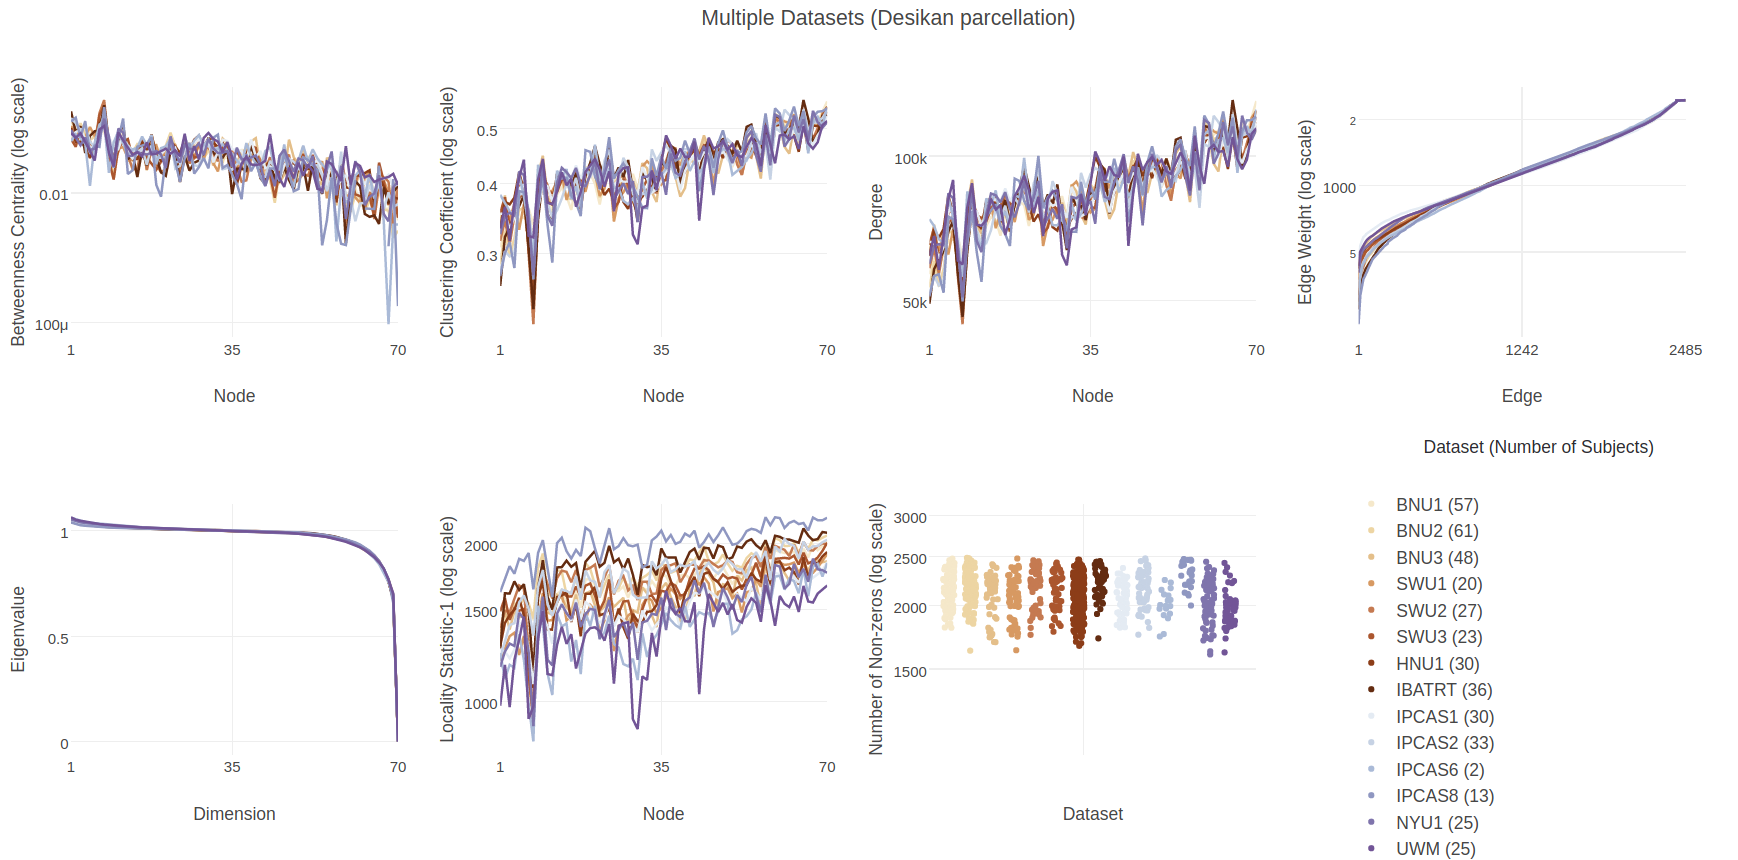 Multiple Datasets (Desikan parcellation)
Betweenness Centrality (log scale)
0.01
100µ
1
35
70
Node
Clustering Coefficient (log scale)
0.5
0.4
0.3
1
35
70
Node
Degree
100k
50k
1
35
70
Node
Edge Weight (log scale)
2
1000
5
1
1242
2485
Edge
Eigenvalue
1
0.5
0
1
35
70
Dimension
Locality Statistic-1 (log scale)
2000
1500
1000
1
35
70
Node
Number of Non-zeros (log scale)
3000
2500
2000
1500
Dataset
Dataset (Number of Subjects)
BNU1 (57)
BNU2 (61)
BNU3 (48)
SWU1 (20)
SWU2 (27)
SWU3 (23)
HNU1 (30)
IBATRT (36)
IPCAS1 (30)
IPCAS2 (33)
IPCAS6 (2)
IPCAS8 (13)
NYU1 (25)
UWM (25)